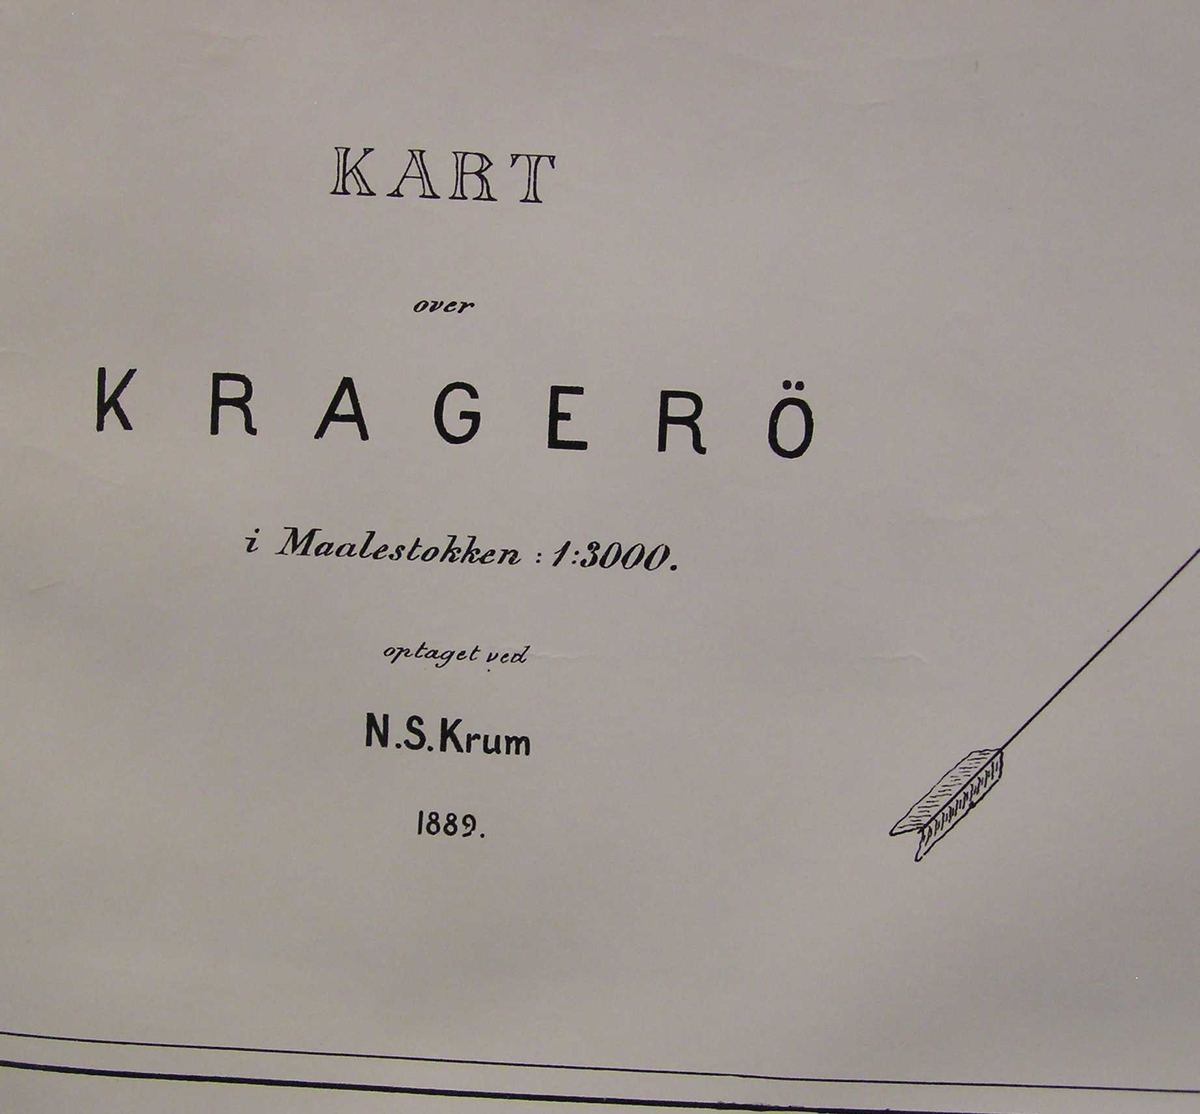 KART
over
KRAGERÖ
i Maalestokken : 1:3000.
optaget ved
N.S.Krum
1889.